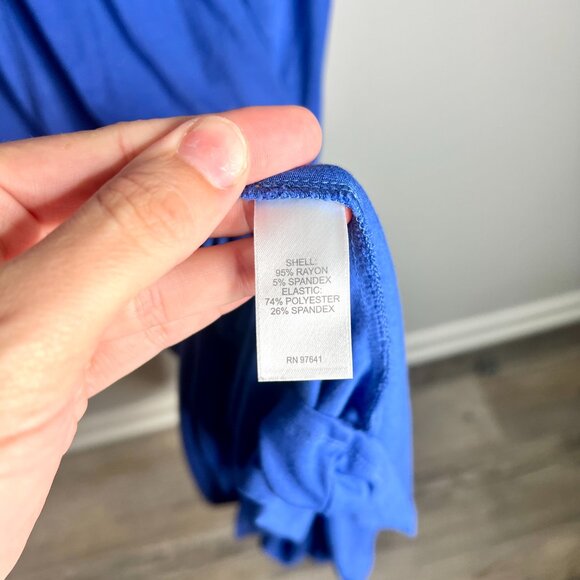 SHELL:
95% RAYON
5% SPANDEX
ELASTIC:
74% POLYESTER
26% SPANDEX
RN 97641